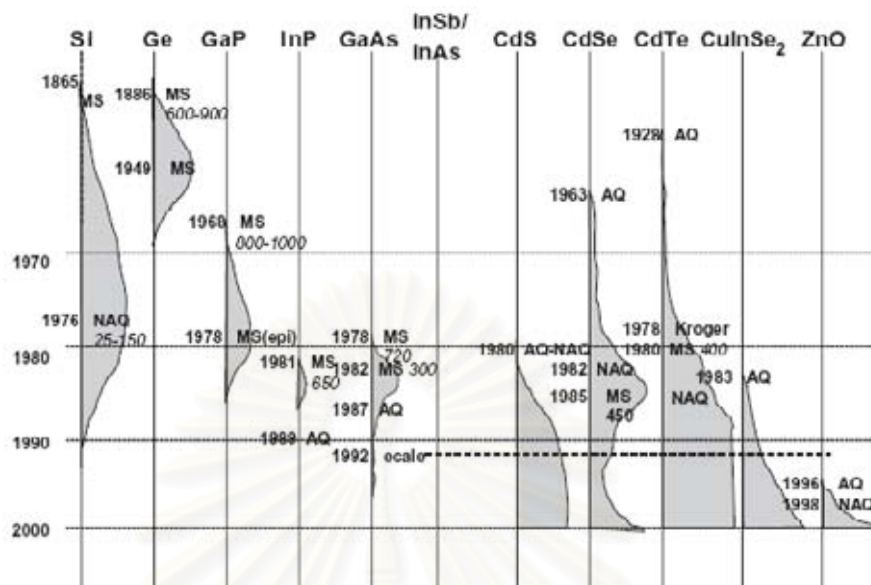 InSb/
Si Ge GaP InP GaAs InAs CdS CdSe CdTe CuInSe2 ZnO
1865
MS
1886 MS
600-900
1928 AQ
1949 MS
1963 AQ
1968 MS
800-1000
1970
1976 NAQ
25-150
1978 MS(epi)
1978 MS
720
1978 Kroger
1980
1980 AQ-NAQ
1980 MS 400
1981 MS
650
1982 MS 300
1982 NAQ
1983 AQ
1985 MS
450
NAQ
1987 AQ
1990
1989 AQ
1992 ecale
1996 AQ
1998 NAQ
2000